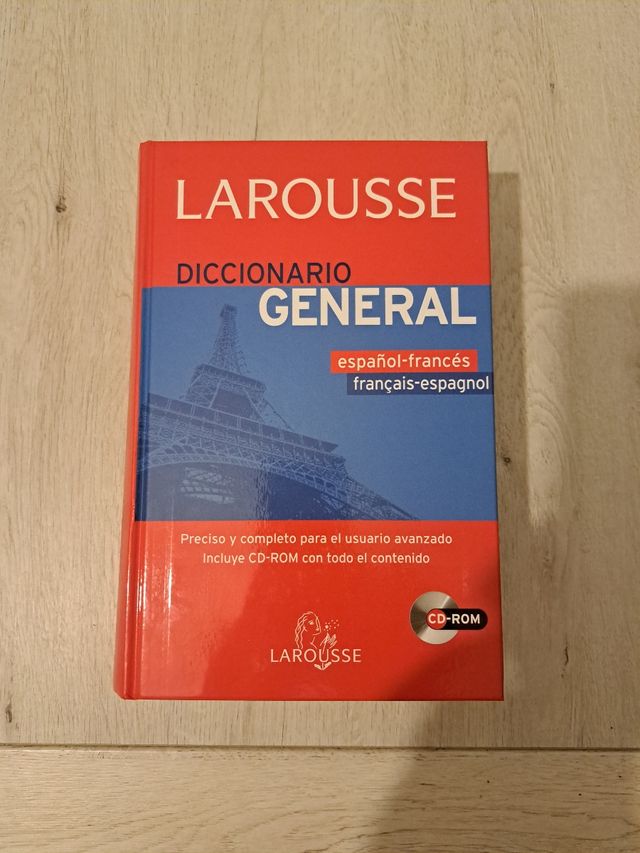 LAROUSSE
DICCIONARIO
GENERAL
español-francés
français-espagnol
Preciso y completo para el usuario avanzado
Incluye CD-ROM con todo el contenido
CD-ROM
LAROUSSE